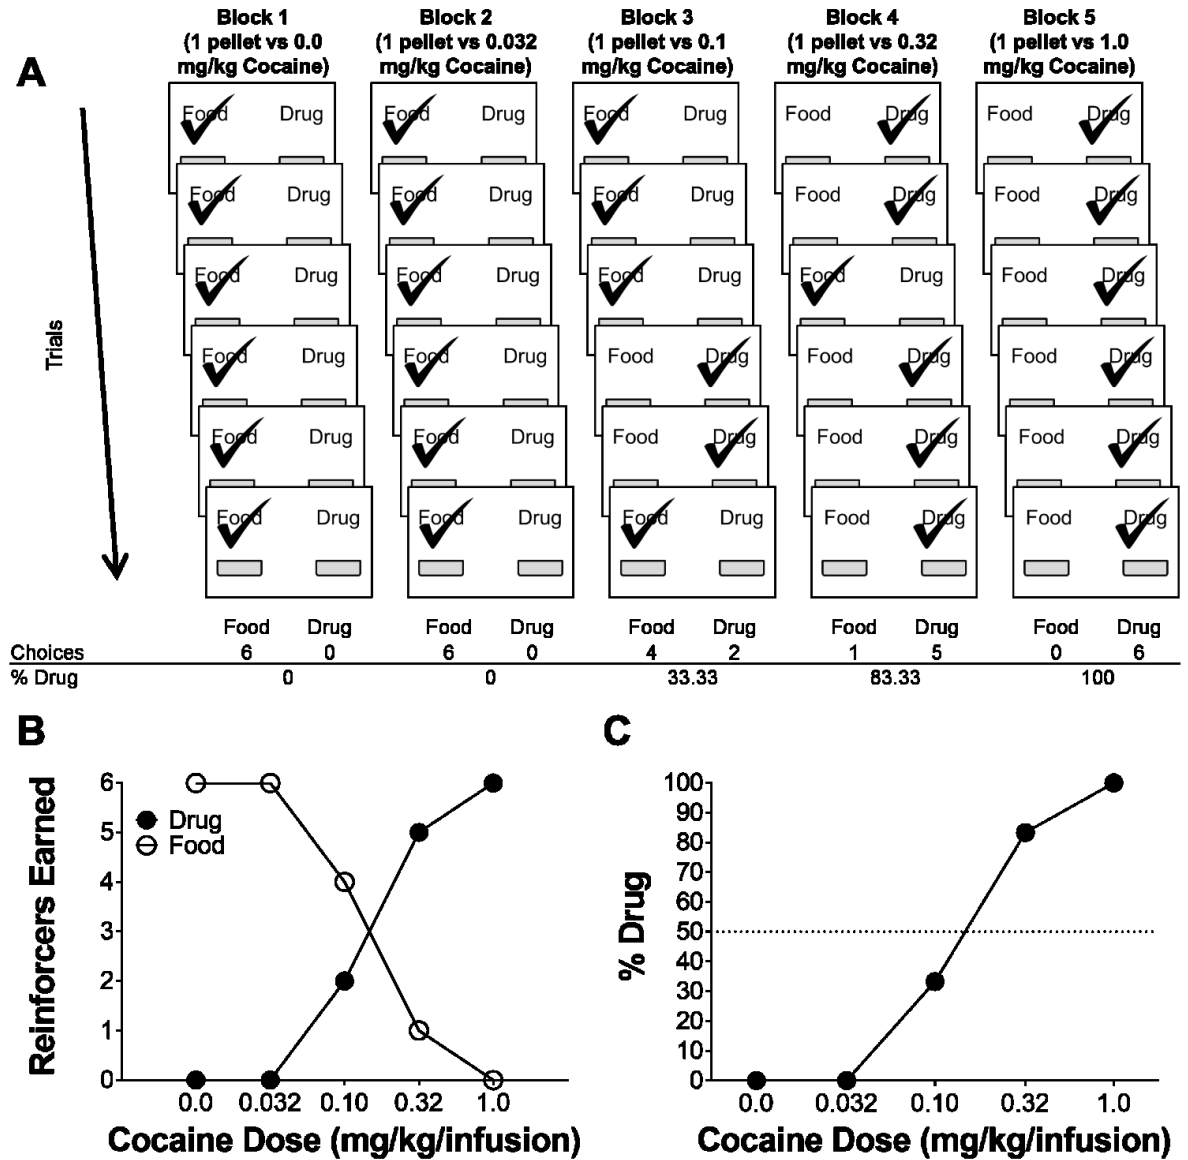 Block 1 Block 2 Block 3 Block 4 Block 5
(1 pellet vs 0.0 (1 pellet vs 0.032 (1 pellet vs 0.1 (1 pellet vs 0.32 (1 pellet vs 1.0
mg/kg Cocaine) mg/kg Cocaine) mg/kg Cocaine) mg/kg Cocaine) mg/kg Cocaine)
A
Food Drug Food Drug Food Drug Food Drug Food Drug
Food Drug Food Drug Food Drug Food Drug Food Drug
Food Drug Food Drug Food Drug Food Drug Food Drug
Trials
Food Drug Food Drug Food Drug Food Drug Food Drug
Food Drug Food Drug Food Drug Food Drug Food Drug
Food Drug Food Drug Food Drug Food Drug Food Drug
Food Drug Food Drug Food Drug Food Drug Food Drug
Choices 6 0 6 0 4 2 1 5 0 6
% Drug 0 0 33.33 83.33 100
B
Reinforcers Earned
6
5
4
3
2
1
0
Drug
Food
0.0 0.032 0.10 0.32 1.0
Cocaine Dose (mg/kg/infusion)
C
% Drug
100
90
80
70
60
50
40
30
20
10
0
0.0 0.032 0.10 0.32 1.0
Cocaine Dose (mg/kg/infusion)